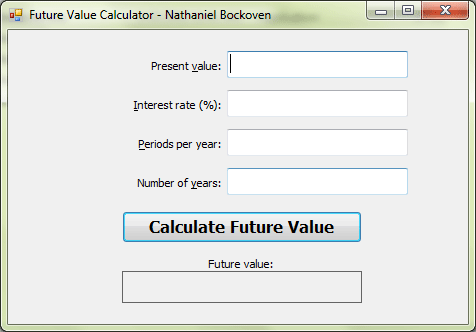 Future Value Calculator - Nathaniel Bockoven
Present value:
Interest rate (%):
Periods per year:
Number of years:
Calculate Future Value
Future value: